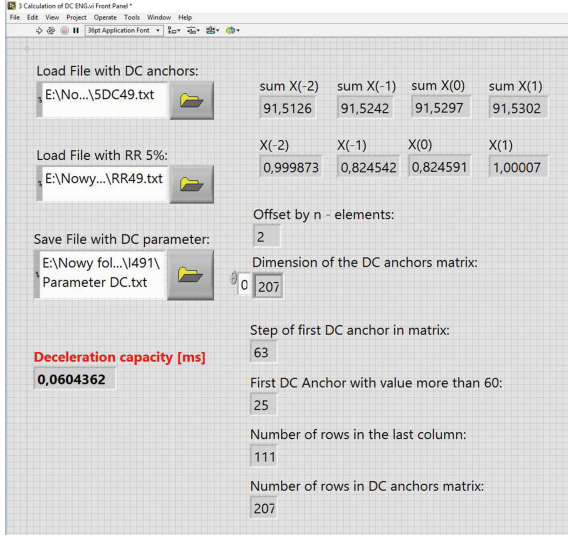 3 Calculation of DC ENG.vi Front Panel *
File Edit View Project Operate Tools Window Help
36pt Application Font
Load File with DC anchors:
E:\No...\5DC49.txt
Load File with RR 5%:
E:\Nowy...\RR49.txt
Save File with DC parameter:
E:\Nowy fol...\I491\
Parameter DC.txt
Deceleration capacity [ms]
0,0604362
sum X(-2) sum X(-1) sum X(0) sum X(1)
91,5126 91,5242 91,5297 91,5302
X(-2) X(-1) X(0) X(1)
0,999873 0,824542 0,824591 1,00007
Offset by n - elements:
2
Dimension of the DC anchors matrix:
0 207
Step of first DC anchor in matrix:
63
First DC Anchor with value more than 60:
25
Number of rows in the last column:
111
Number of rows in DC anchors matrix:
207